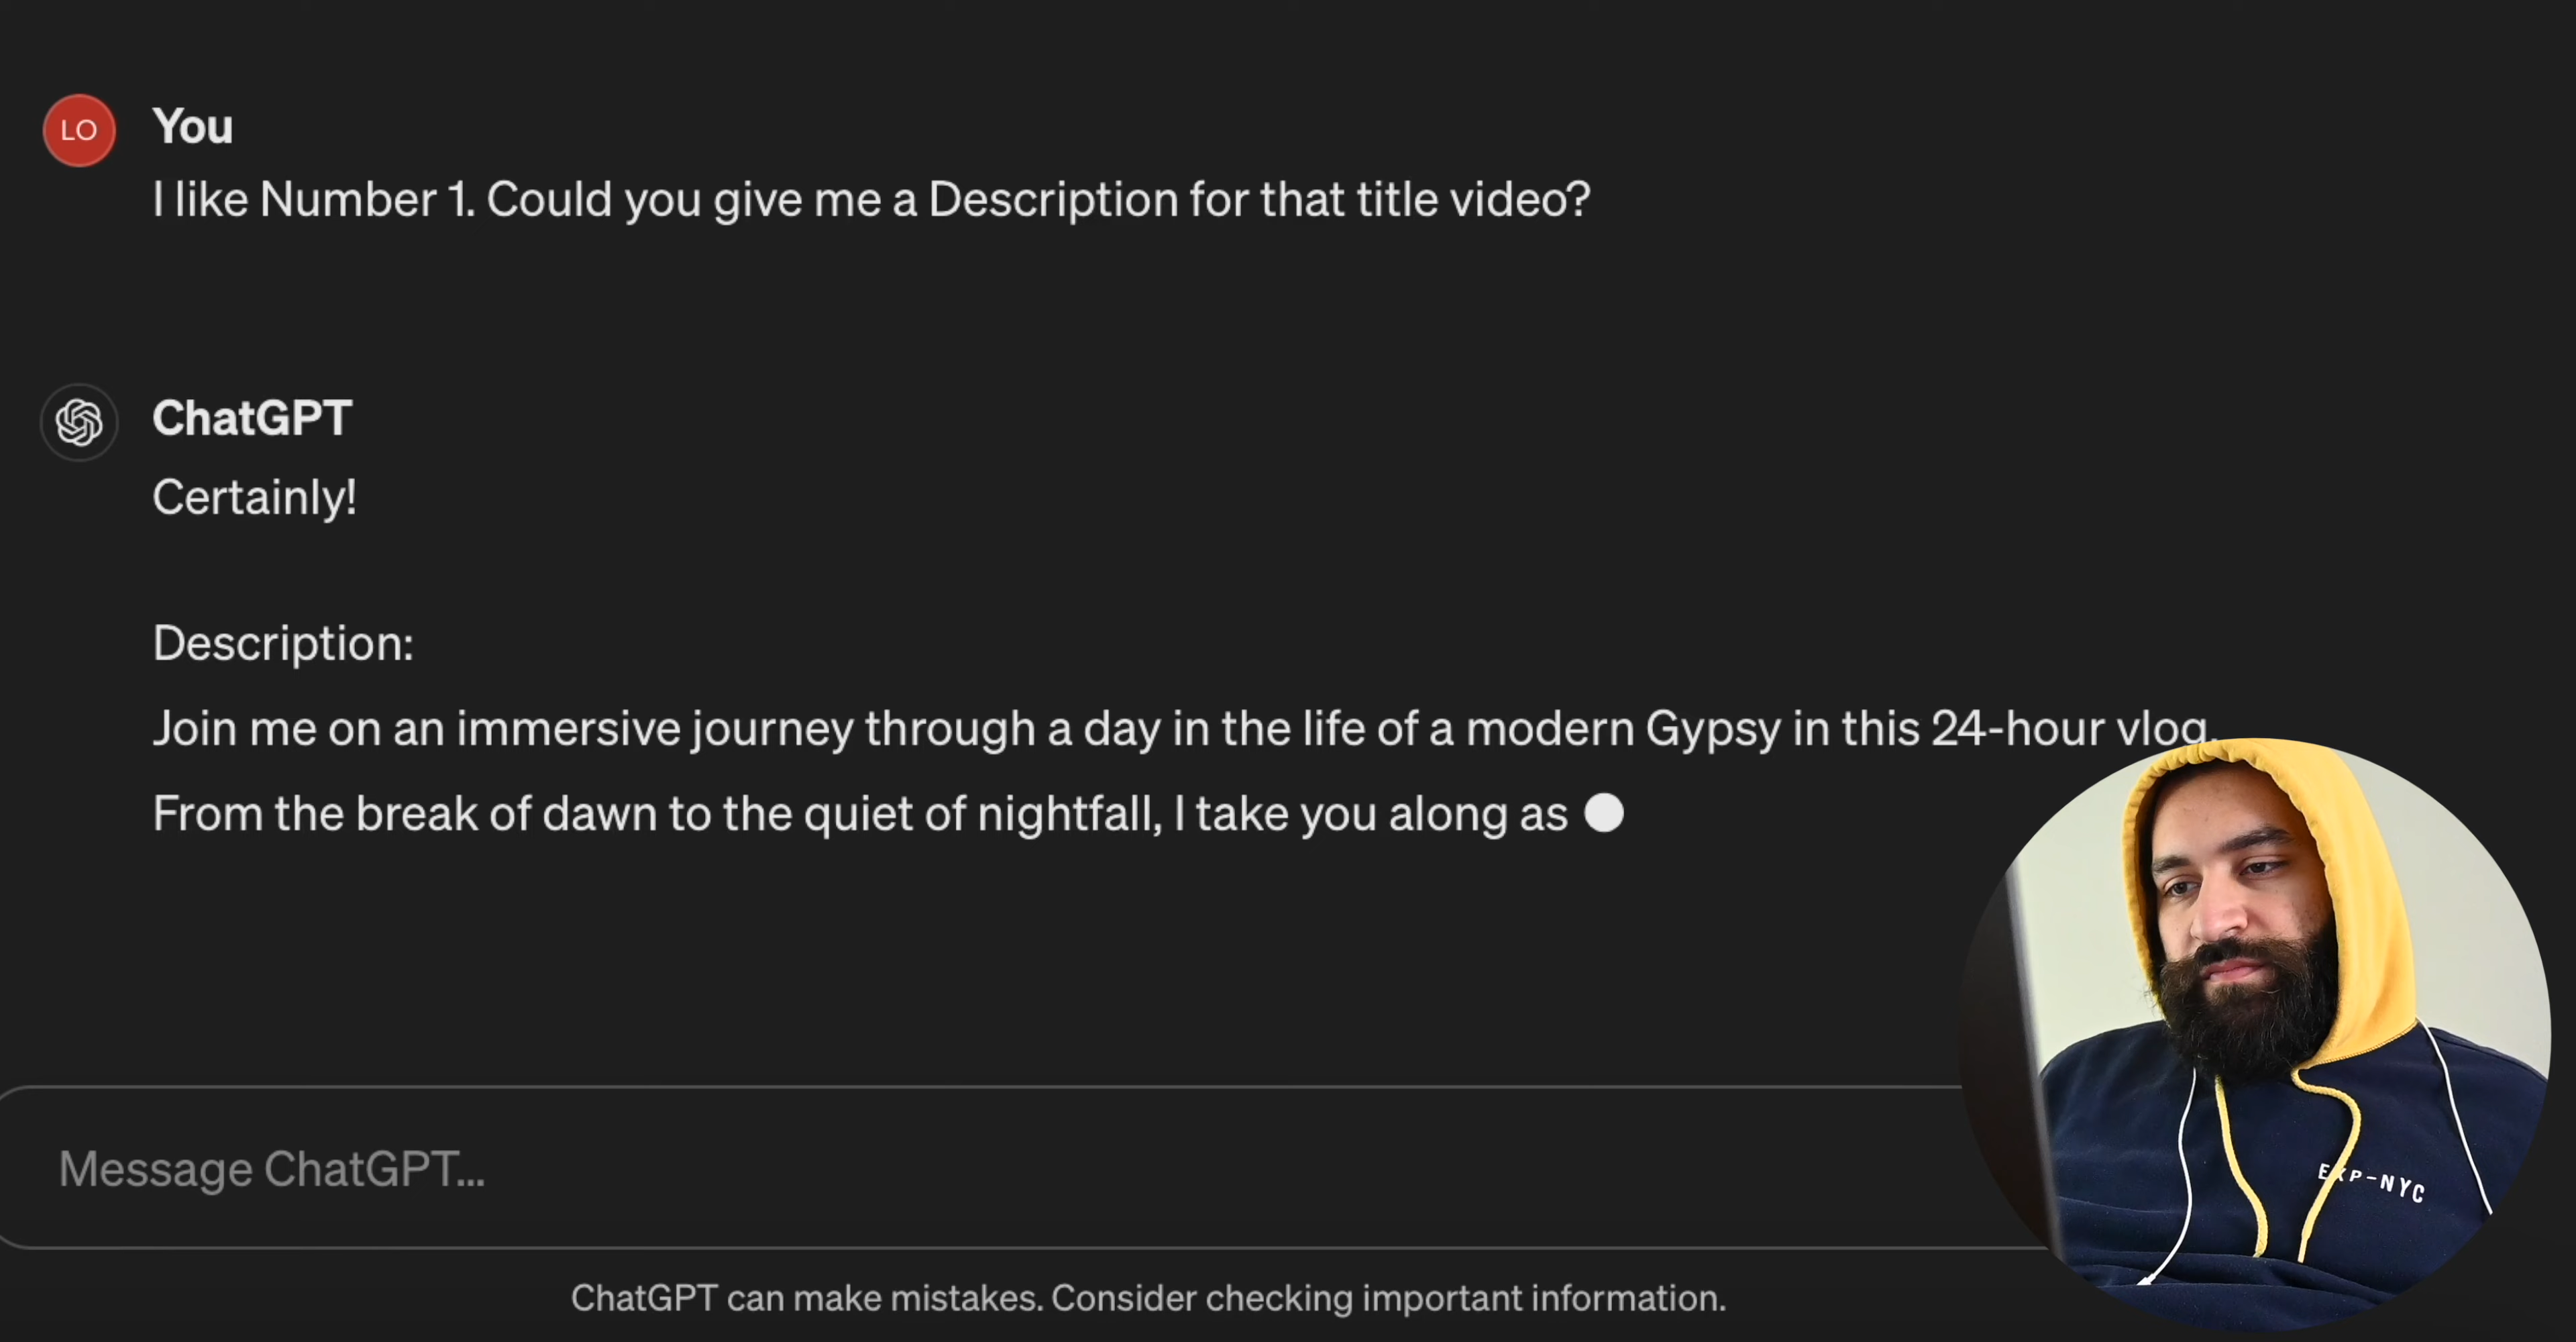 LO
You
I like Number 1. Could you give me a Description for that title video?
ChatGPT
Certainly!
Description:
Join me on an immersive journey through a day in the life of a modern Gypsy in this 24-hour vlog.
From the break of dawn to the quiet of nightfall, I take you along as
Message ChatGPT...
EXP-NYC
ChatGPT can make mistakes. Consider checking important information.